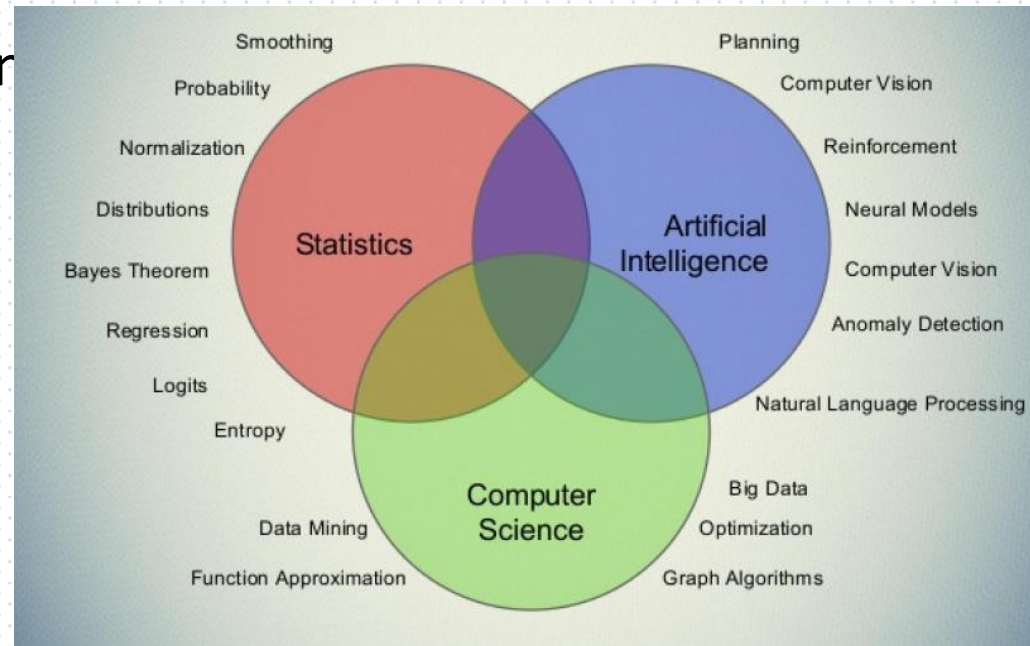 Smoothing
Probability
Normalization
Distributions
Bayes Theorem
Regression
Logits
Entropy
Statistics
Planning
Computer Vision
Reinforcement
Neural Models
Computer Vision
Anomaly Detection
Natural Language Processing
Artificial
Intelligence
Computer
Science
Data Mining
Function Approximation
Big Data
Optimization
Graph Algorithms